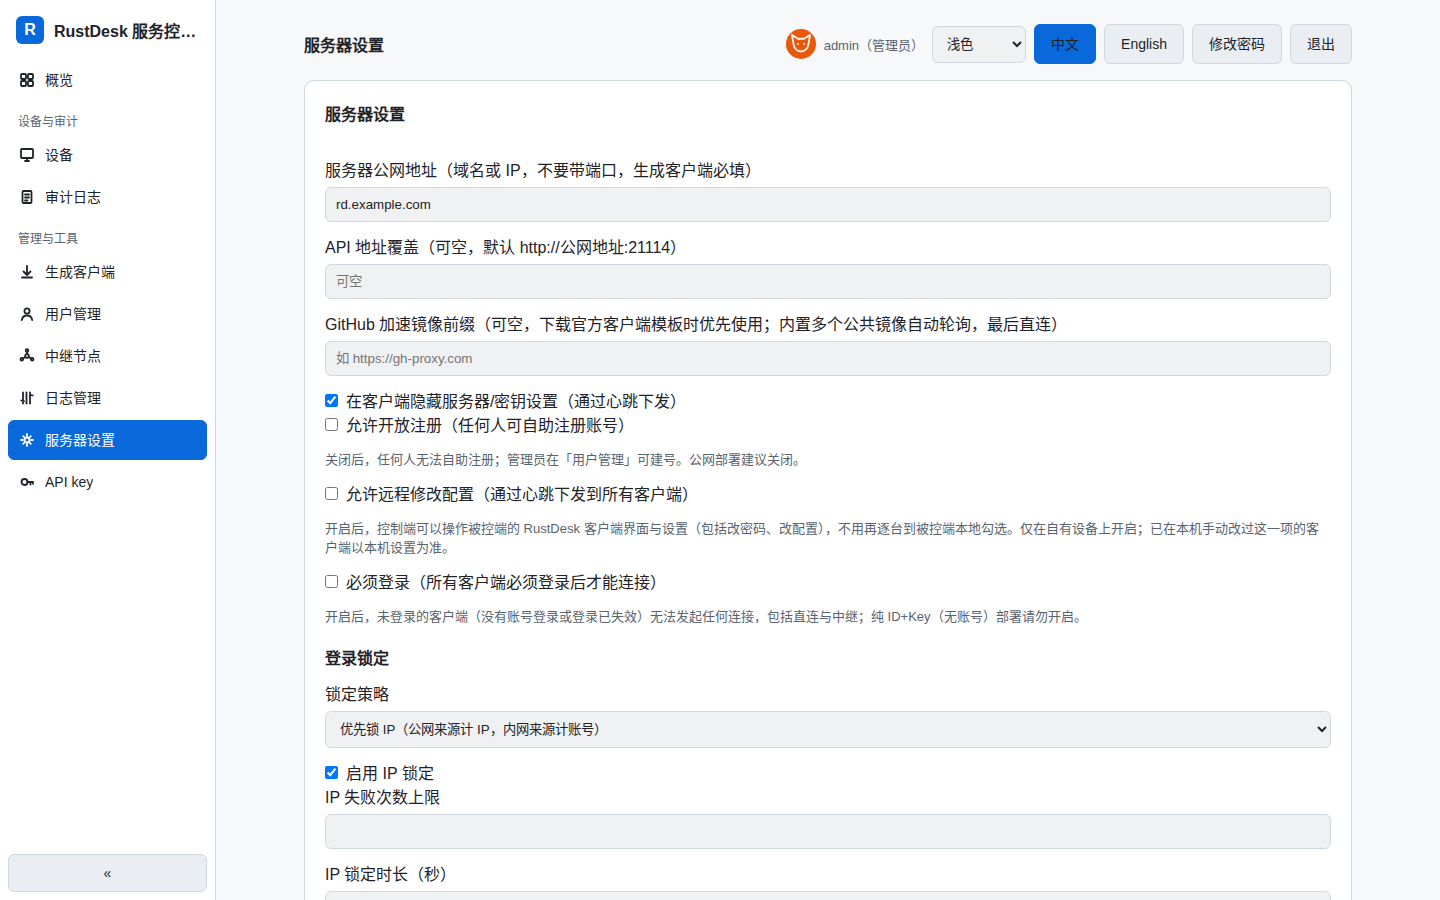 R RustDesk 服务控...
概览
设备与审计
设备
审计日志
管理与工具
生成客户端
用户管理
中继节点
日志管理
服务器设置
API key
«
服务器设置
admin（管理员）
浅色
中文
English
修改密码
退出
服务器设置
服务器公网地址（域名或 IP，不要带端口，生成客户端必填）
rd.example.com
API 地址覆盖（可空，默认 http://公网地址:21114）
可空
GitHub 加速镜像前缀（可空，下载官方客户端模板时优先使用；内置多个公共镜像自动轮询，最后直连）
如 https://gh-proxy.com
在客户端隐藏服务器/密钥设置（通过心跳下发）
允许开放注册（任何人可自助注册账号）
关闭后，任何人无法自助注册；管理员在「用户管理」可建号。公网部署建议关闭。
允许远程修改配置（通过心跳下发到所有客户端）
开启后，控制端可以操作被控端的 RustDesk 客户端界面与设置（包括改密码、改配置），不用再逐台到被控端本地勾选。仅在自有设备上开启；已在本机手动改过这一项的客
户端以本机设置为准。
必须登录（所有客户端必须登录后才能连接）
开启后，未登录的客户端（没有账号登录或登录已失效）无法发起任何连接，包括直连与中继；纯 ID+Key（无账号）部署请勿开启。
登录锁定
锁定策略
优先锁 IP（公网来源计 IP，内网来源计账号）
启用 IP 锁定
IP 失败次数上限
IP 锁定时长（秒）